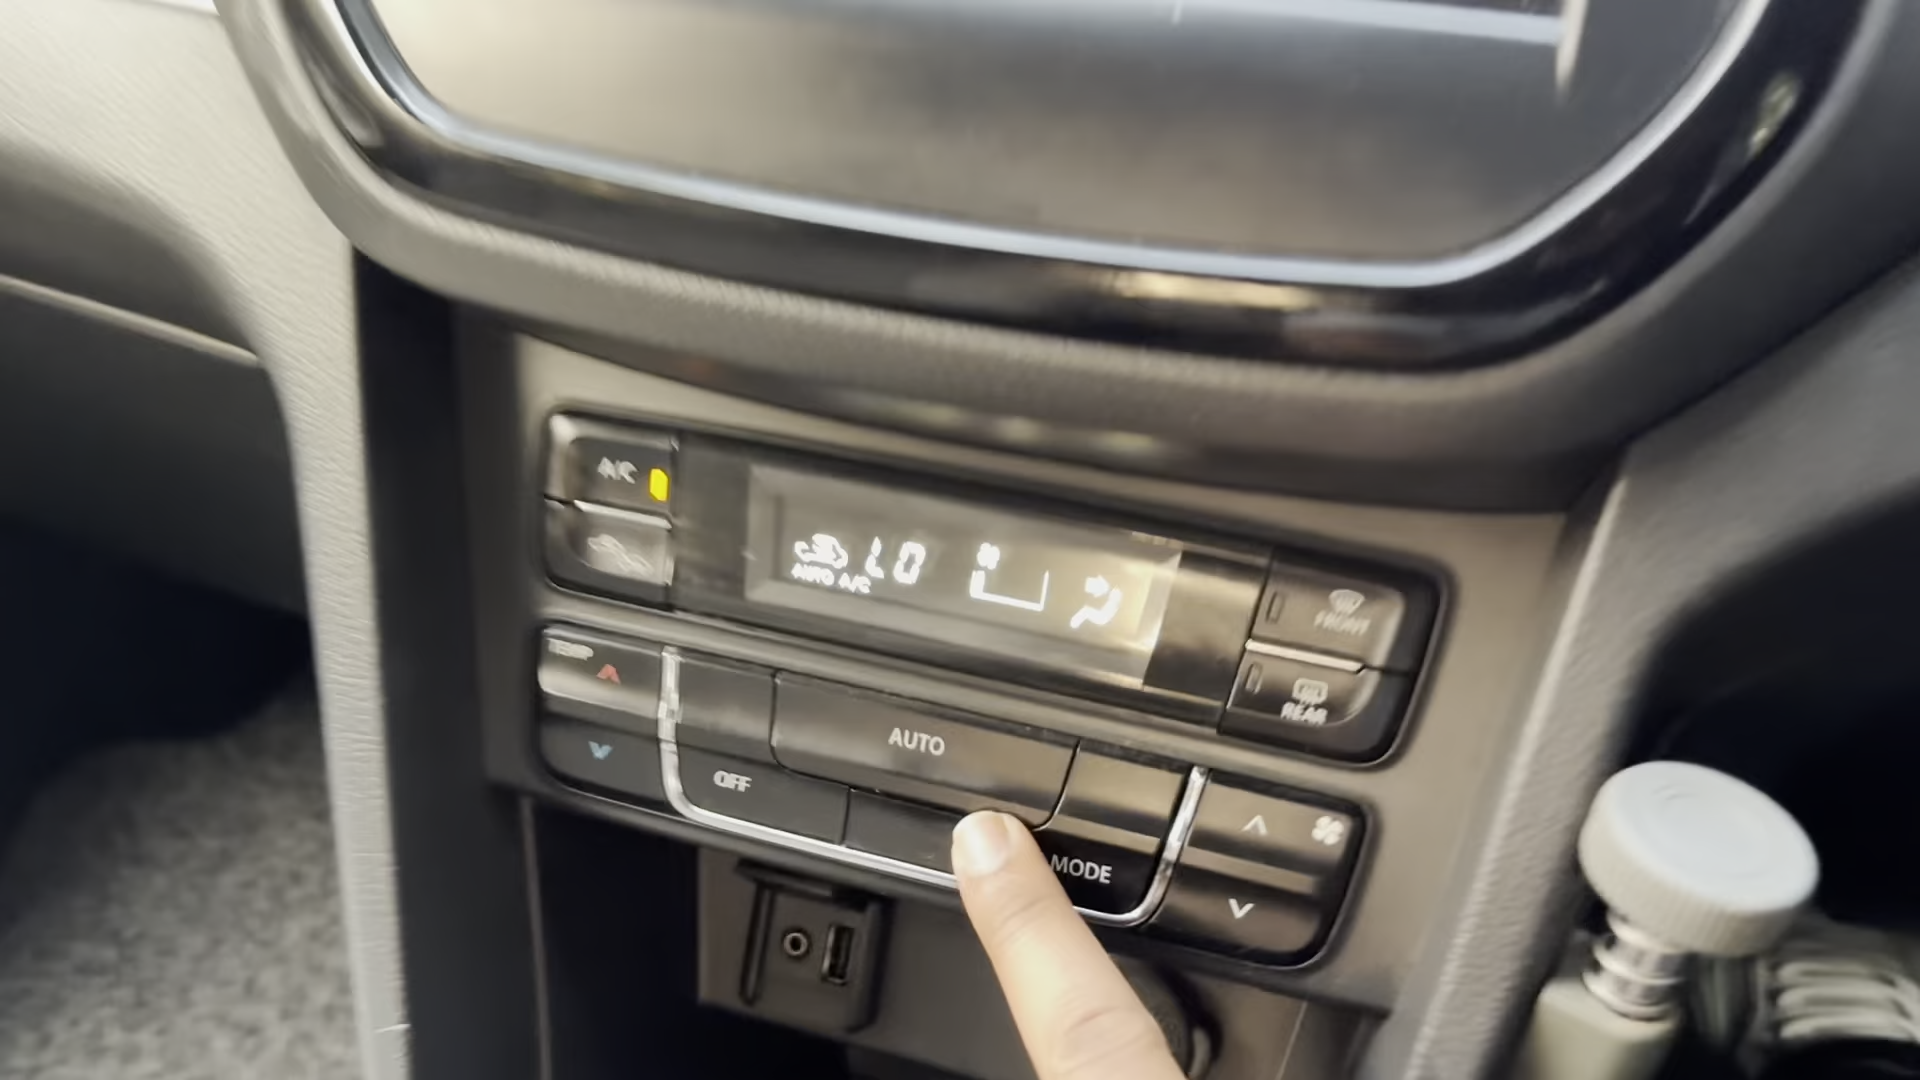 A/C
LO
AUTO A/C
FRONT
REAR
TEMP
AUTO
OFF
MODE